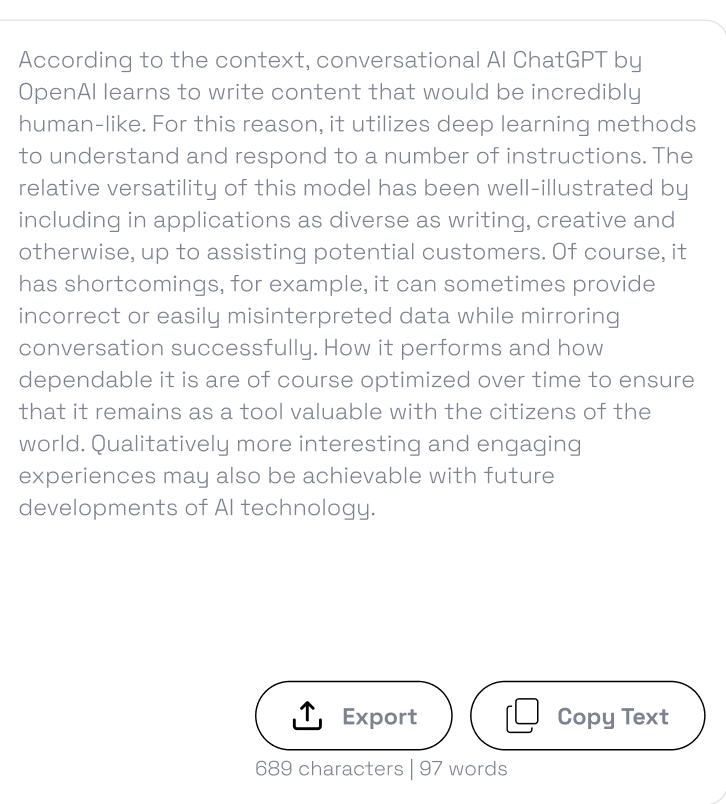 According to the context, conversational AI ChatGPT by
OpenAI learns to write content that would be incredibly
human-like. For this reason, it utilizes deep learning methods
to understand and respond to a number of instructions. The
relative versatility of this model has been well-illustrated by
including in applications as diverse as writing, creative and
otherwise, up to assisting potential customers. Of course, it
has shortcomings, for example, it can sometimes provide
incorrect or easily misinterpreted data while mirroring
conversation successfully. How it performs and how
dependable it is are of course optimized over time to ensure
that it remains as a tool valuable with the citizens of the
world. Qualitatively more interesting and engaging
experiences may also be achievable with future
developments of AI technology.
Export
Copy Text
689 characters | 97 words